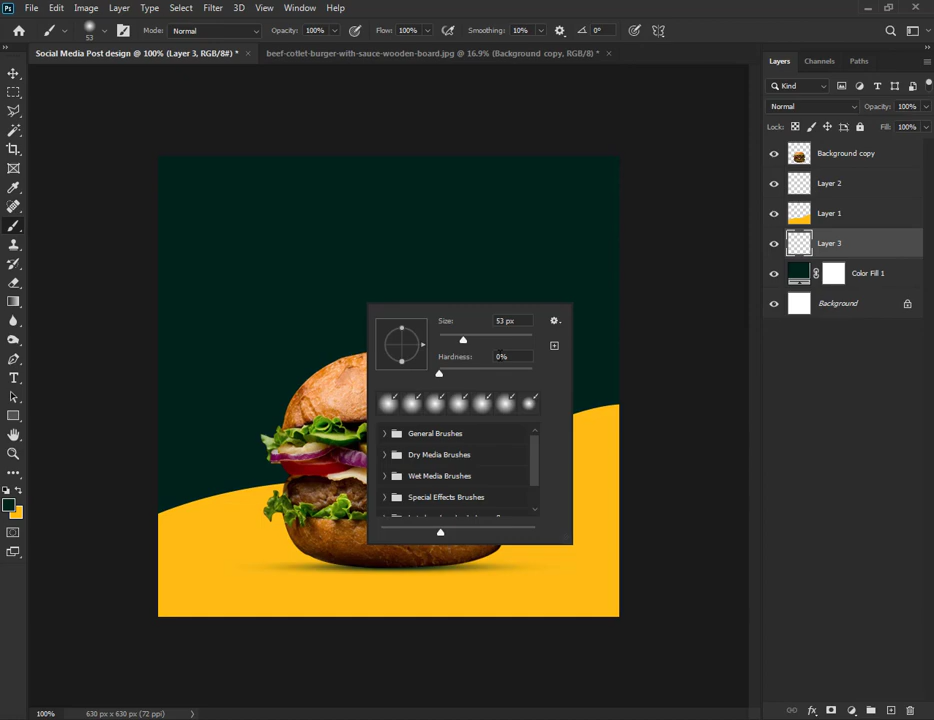 Ps File Edit Image Layer Type Select Filter 3D View Window Help
53 Mode: Normal Opacity: 100% Flow: 100% Smoothing: 10% 0°
Social Media Post design @ 100% (Layer 3, RGB/8#) * × beef-cotlet-burger-with-sauce-wooden-board.jpg @ 16.9% (Background copy, RGB/8) * ×
Layers Channels Paths
Kind
Normal Opacity: 100%
Lock: Fill: 100%
Background copy
Layer 2
Layer 1
Layer 3
Color Fill 1
Background
Size: 53 px
Hardness: 0%
General Brushes
Dry Media Brushes
Wet Media Brushes
Special Effects Brushes
100% 630 px x 630 px (72 ppi)